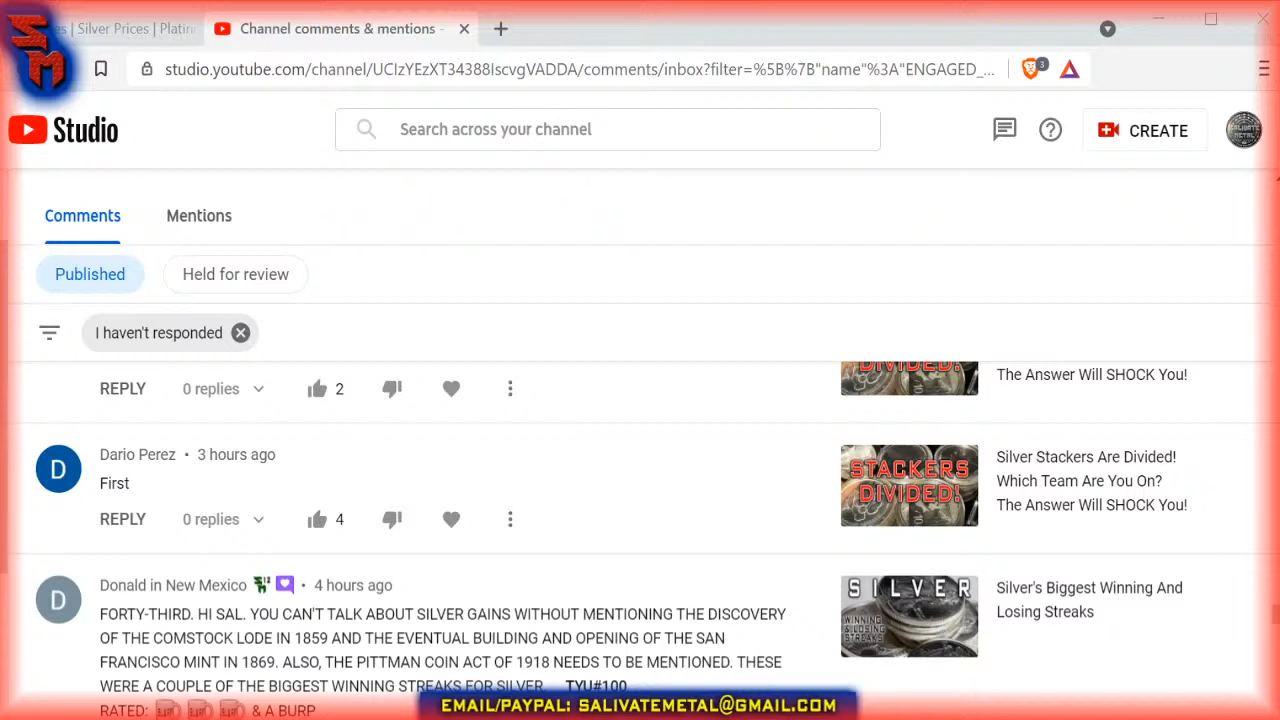 es | Silver Prices | Platin
Channel comments & mentions -
SM
studio.youtube.com/channel/UCIzYEzXT34388IscvgVADDA/comments/inbox?filter=%5B%7B"name"%3A"ENGAGED_...
3
Studio
Search across your channel
CREATE
SALIVATE METAL
Comments
Mentions
Published
Held for review
I haven't responded
REPLY 0 replies 2
DIVIDED!
The Answer Will SHOCK You!
D
Dario Perez • 3 hours ago
First
REPLY 0 replies 4
STACKERS
DIVIDED!
Silver Stackers Are Divided!
Which Team Are You On?
The Answer Will SHOCK You!
D
Donald in New Mexico • 4 hours ago
FORTY-THIRD. HI SAL. YOU CAN'T TALK ABOUT SILVER GAINS WITHOUT MENTIONING THE DISCOVERY
OF THE COMSTOCK LODE IN 1859 AND THE EVENTUAL BUILDING AND OPENING OF THE SAN
FRANCISCO MINT IN 1869. ALSO, THE PITTMAN COIN ACT OF 1918 NEEDS TO BE MENTIONED. THESE
WERE A COUPLE OF THE BIGGEST WINNING STREAKS FOR SILVER. TYU#100
RATED: & A BURP
SILVER
WINNING
& LOSING
STREAKS
Silver's Biggest Winning And
Losing Streaks
EMAIL/PAYPAL: SALIVATEMETAL@GMAIL.COM